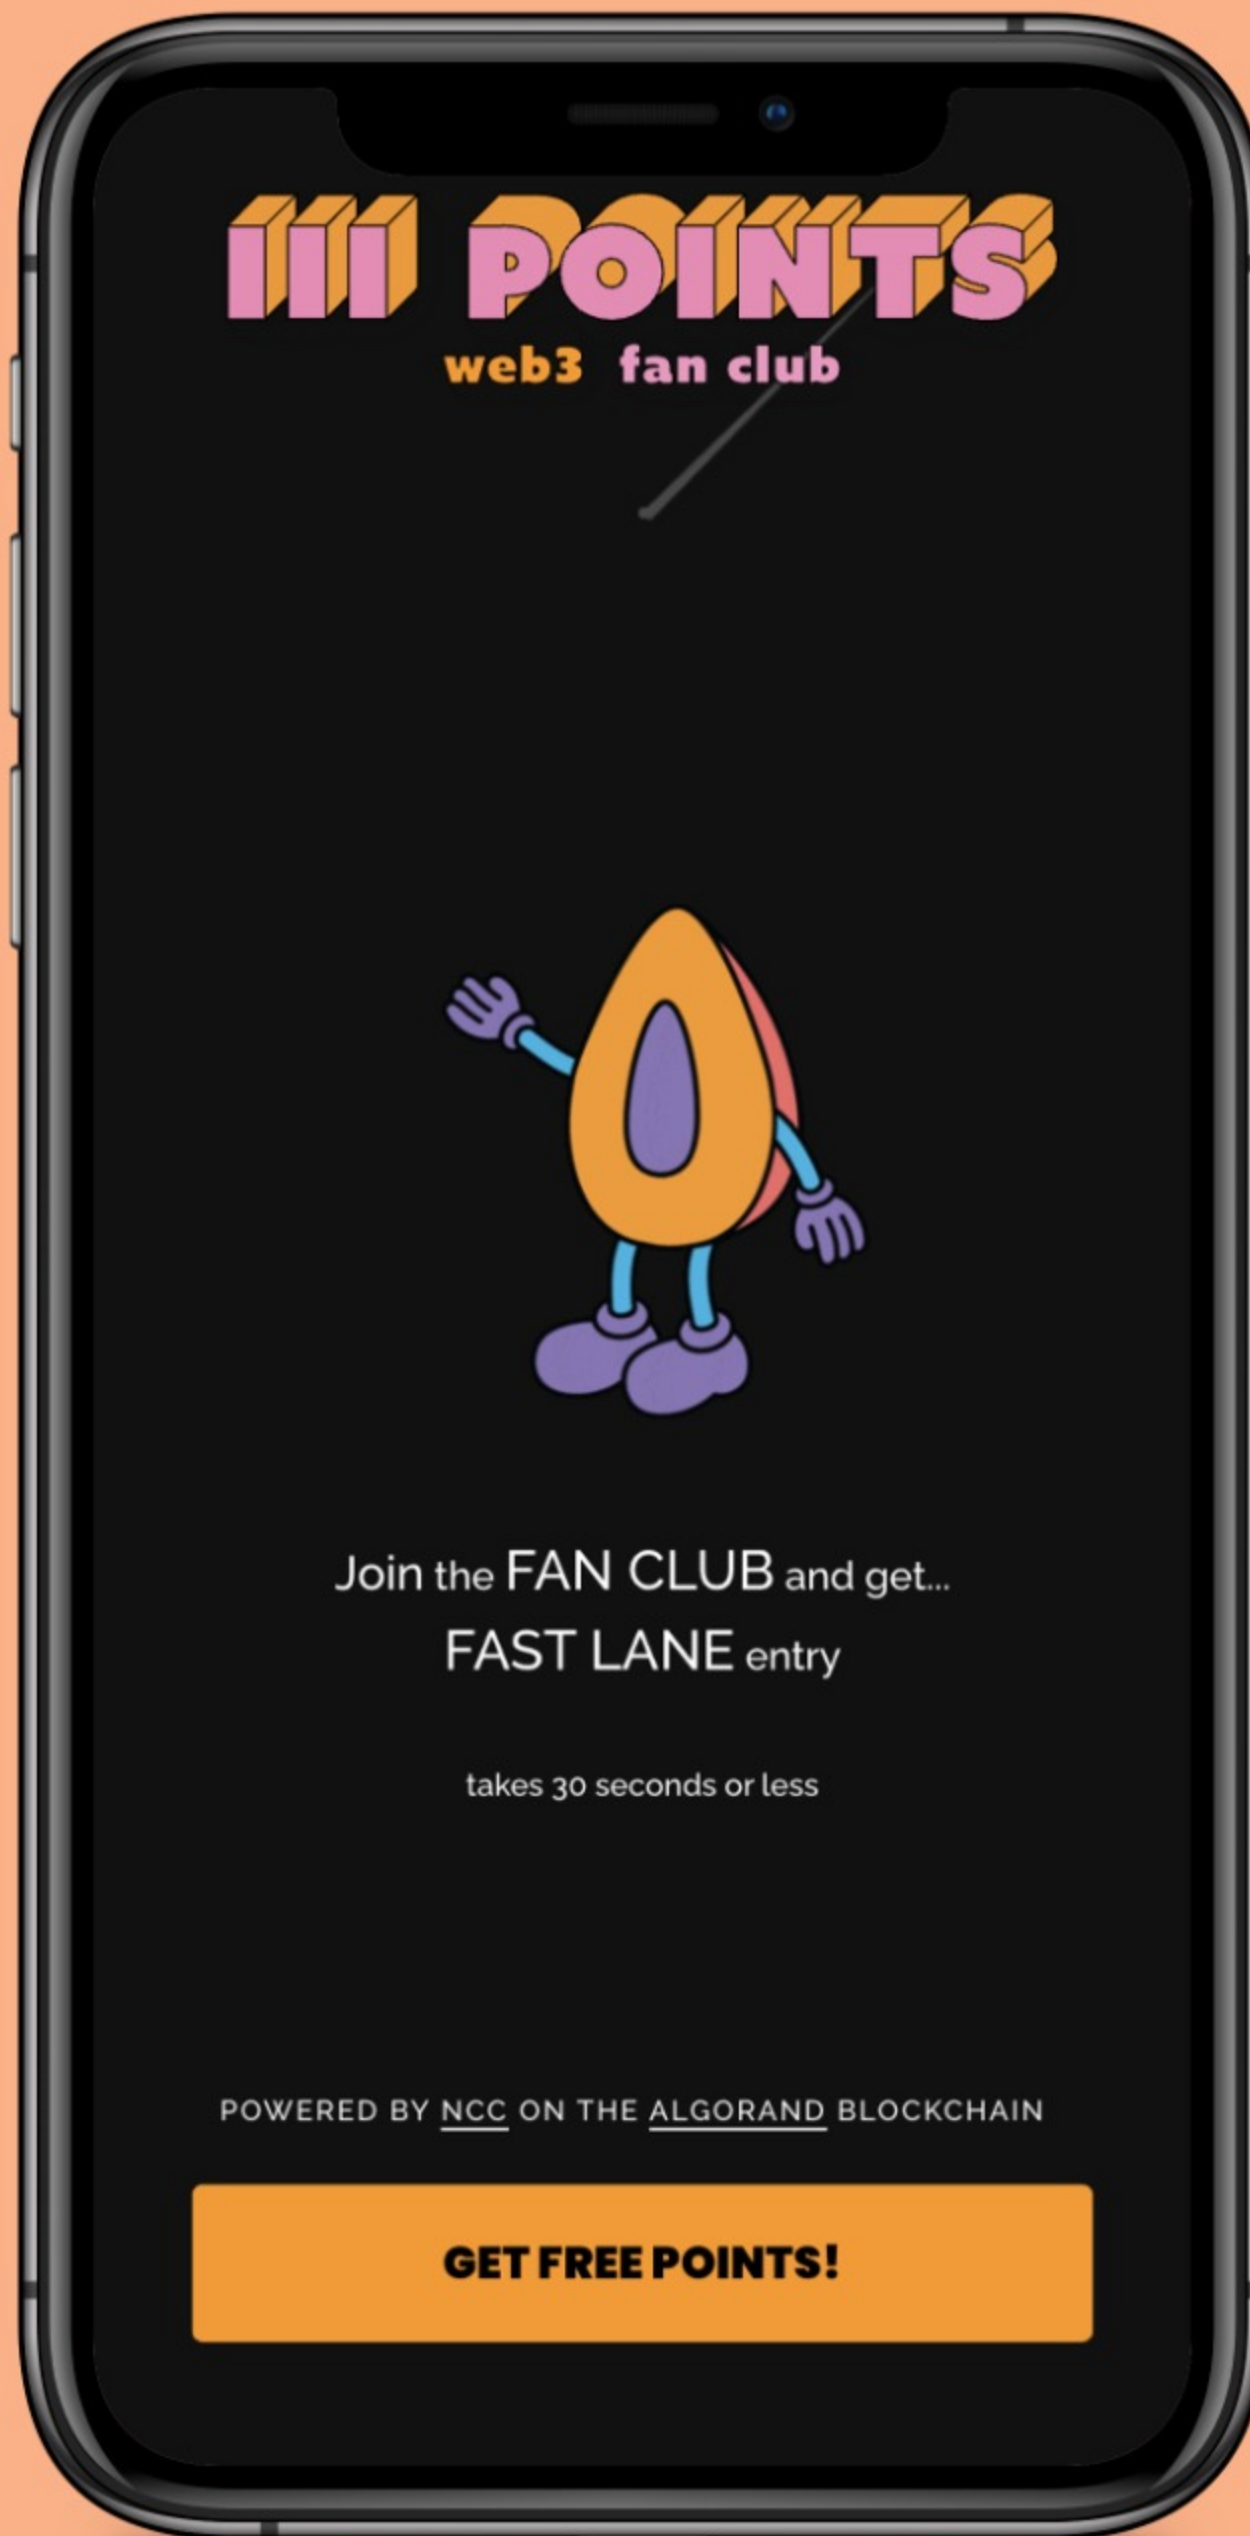 III POINTS
web3 fan club
Join the FAN CLUB and get...
FAST LANE entry
takes 30 seconds or less
POWERED BY NCC ON THE ALGORAND BLOCKCHAIN
GET FREE POINTS!